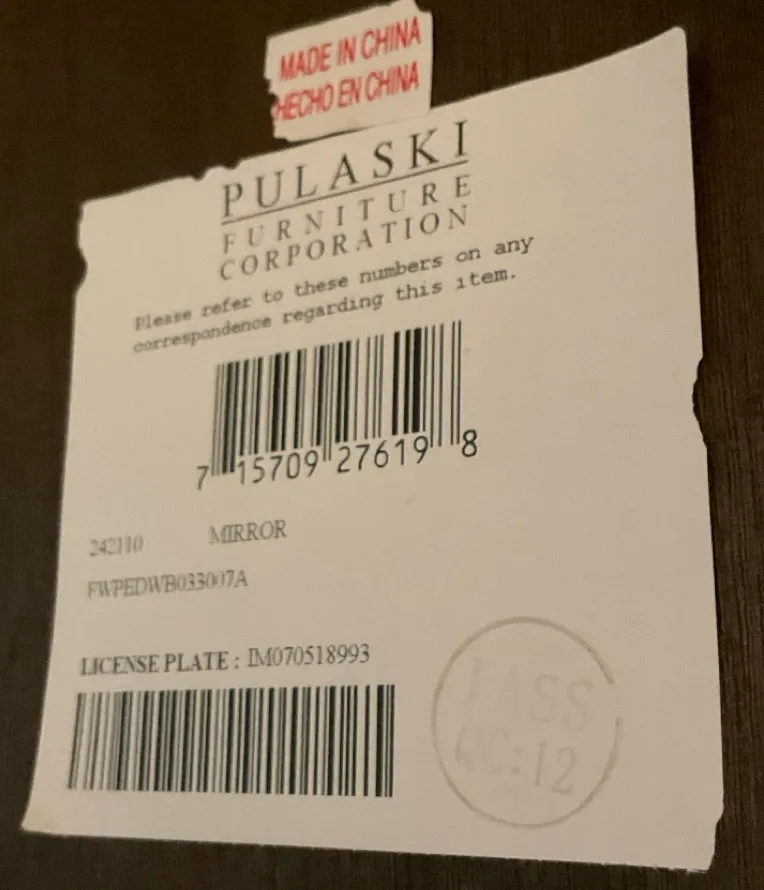 MADE IN CHINA
HECHO EN CHINA
PULASKI
FURNITURE
CORPORATION
Please refer to these numbers on any
correspondence regarding this item.
7 15709 27619 8
242110 MIRROR
FWPEDWB033007A
LICENSE PLATE : IM070518993
PASS
QC:12